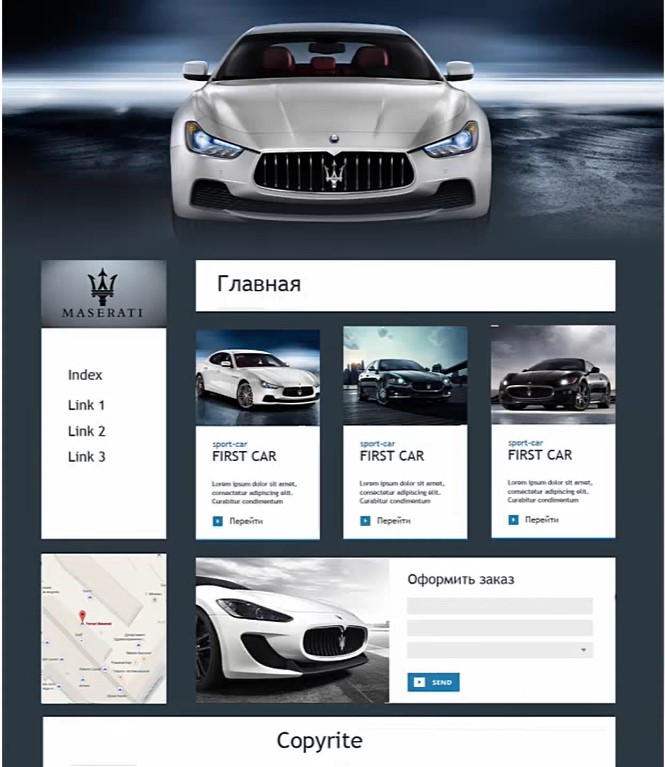 MASERATI
Index
Link 1
Link 2
Link 3
Главная
sport-car
FIRST CAR
Lorem ipsum dolor sit amet,
consectetur adipiscing elit.
Curabitur condimentum
Перейти
sport-car
FIRST CAR
Lorem ipsum dolor sit amet,
consectetur adipiscing elit.
Curabitur condimentum
Перейти
sport-car
FIRST CAR
Lorem ipsum dolor sit amet,
consectetur adipiscing elit.
Curabitur condimentum
Перейти
Ferrari Maserati
Оформить заказ
SEND
Copyrite